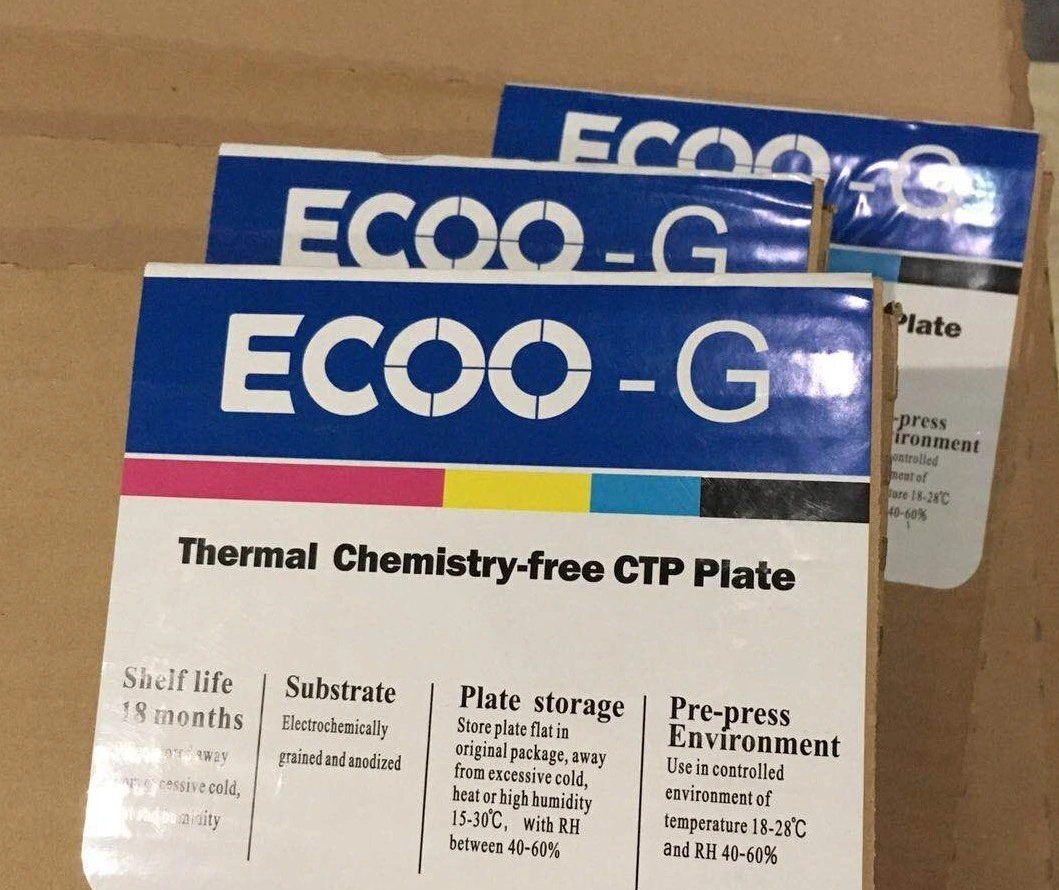 ECOO - G
ECOO - G
ECOO - G
Plate
-press
ironment
ontrolled
ment of
ture 18-28℃
40-60%
Thermal Chemistry-free CTP Plate
Shelf life
18 months
away
cessive cold,
Substrate
Electrochemically
grained and anodized
Plate storage
Store plate flat in
original package, away
from excessive cold,
heat or high humidity
15-30℃, with RH
between 40-60%
Pre-press
Environment
Use in controlled
environment of
temperature 18-28℃
and RH 40-60%